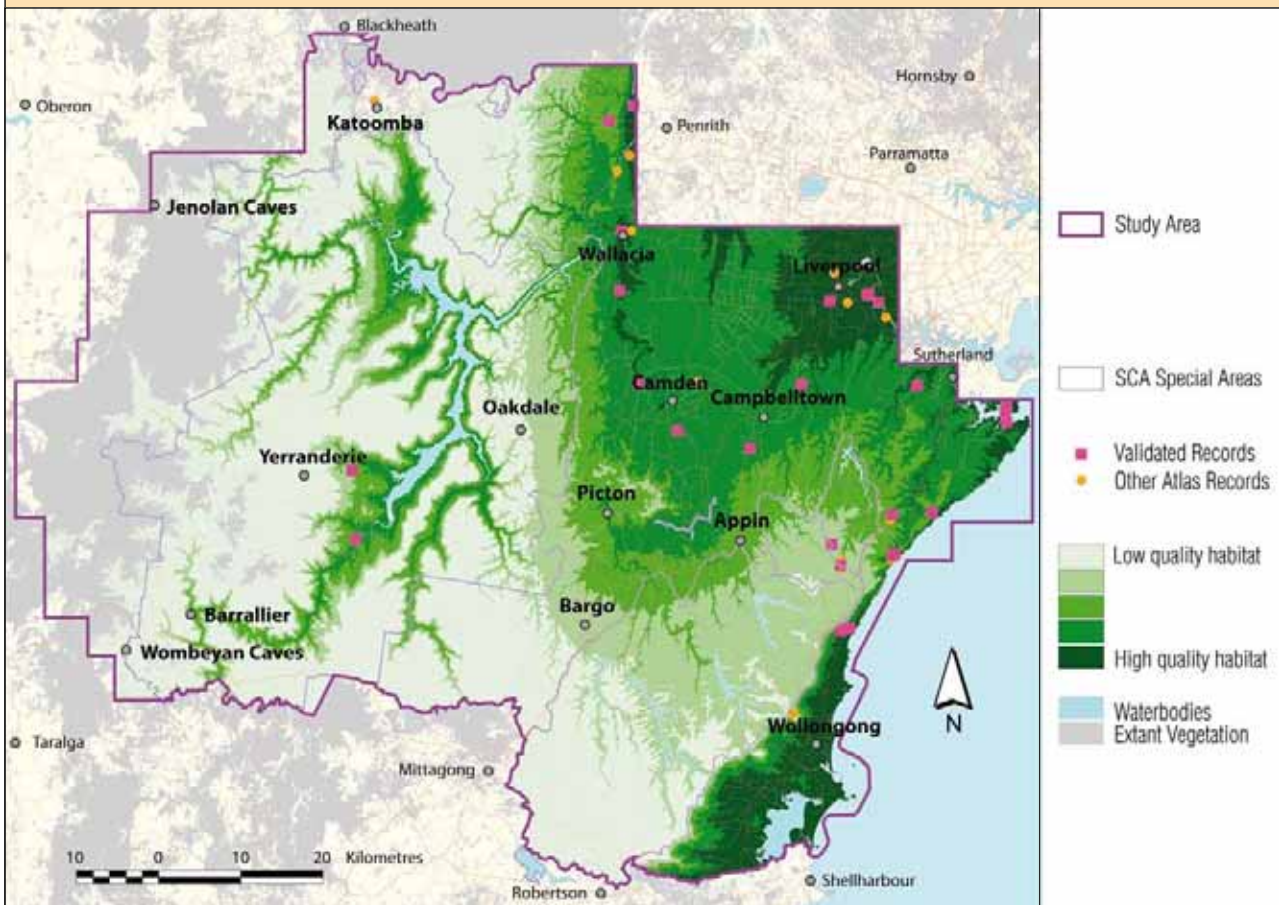 Blackheath
Hornsby
Oberon
Katoomba
Penrith
Parramatta
Jenolan Caves
Wallacia
Liverpool
Sutherland
Camden
Campbelltown
Oakdale
Yerranderie
Picton
Appin
Barrallier
Bargo
Wombeyan Caves
Wollongong
N
Taralga
Mittagong
10 0 10 20 Kilometres
Robertson
Shellharbour
Study Area
SCA Special Areas
Validated Records
Other Atlas Records
Low quality habitat
High quality habitat
Waterbodies
Extant Vegetation